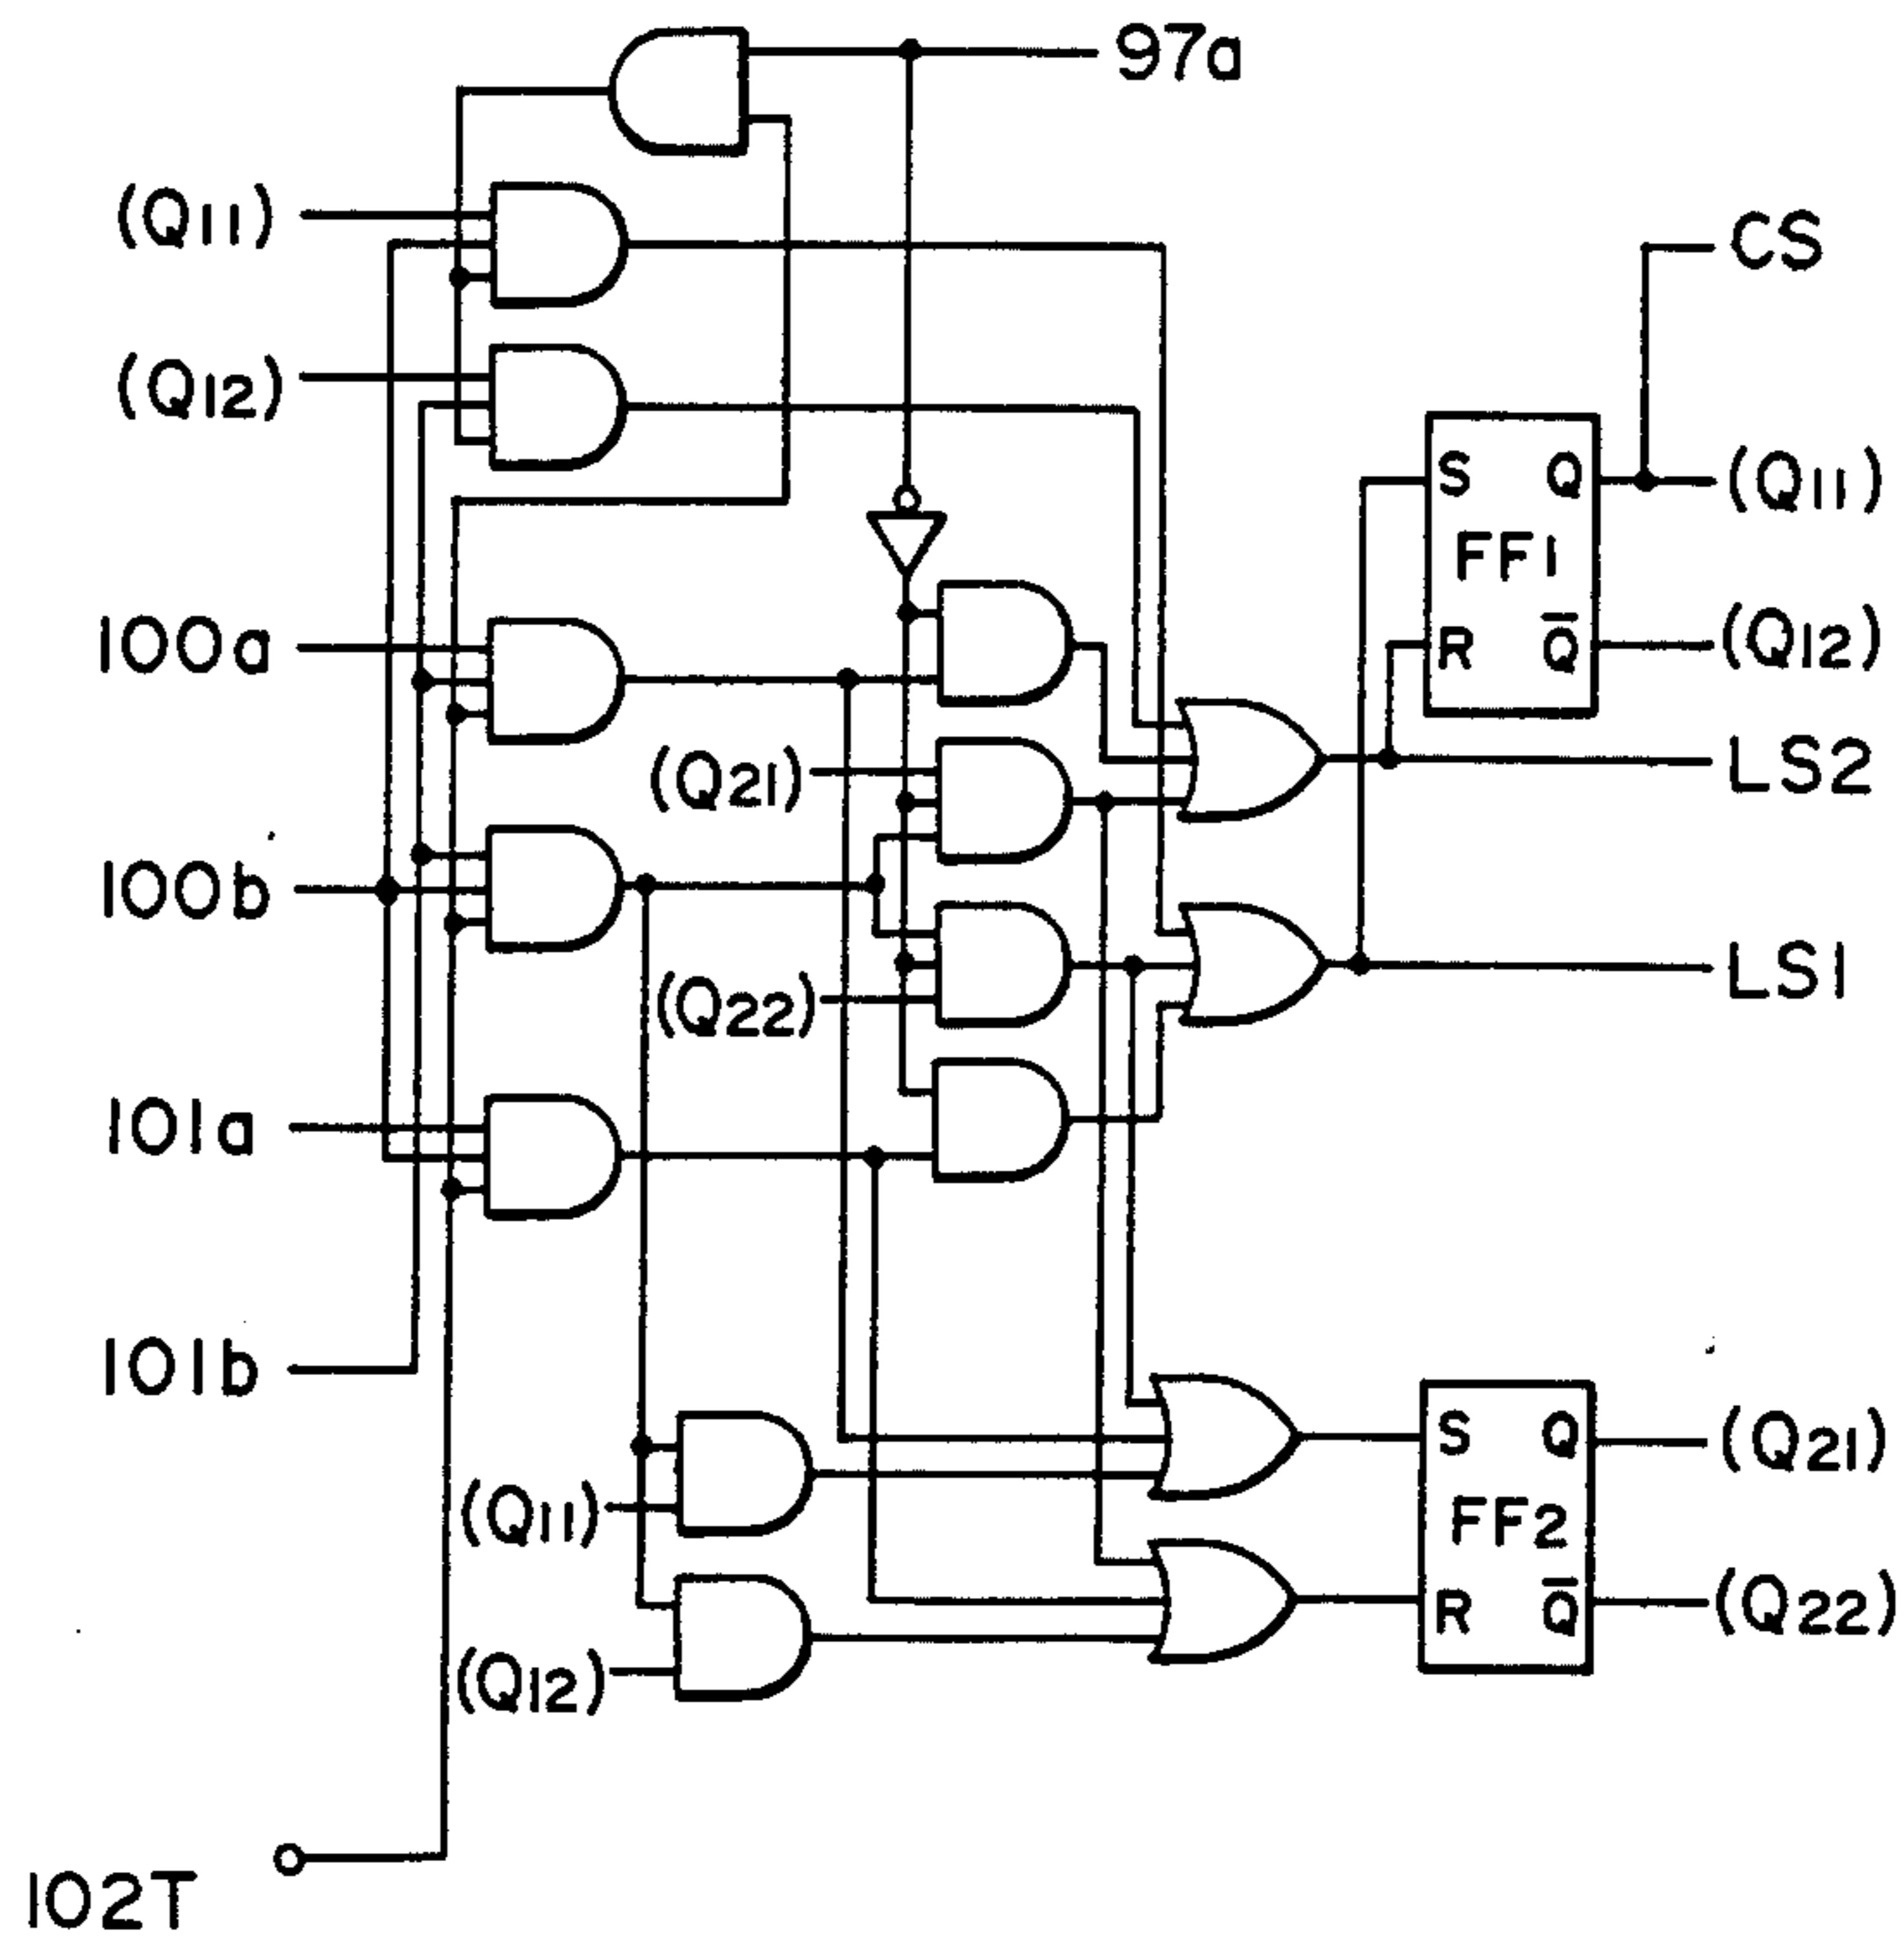 97a
(Q11)
CS
(Q12)
S Q
(Q11)
FF1
100a
R Q̅
(Q12)
(Q21)
LS2
100b
(Q22)
LS1
101a
101b
S Q
(Q21)
(Q11)
FF2
R Q̅
(Q22)
(Q12)
102T